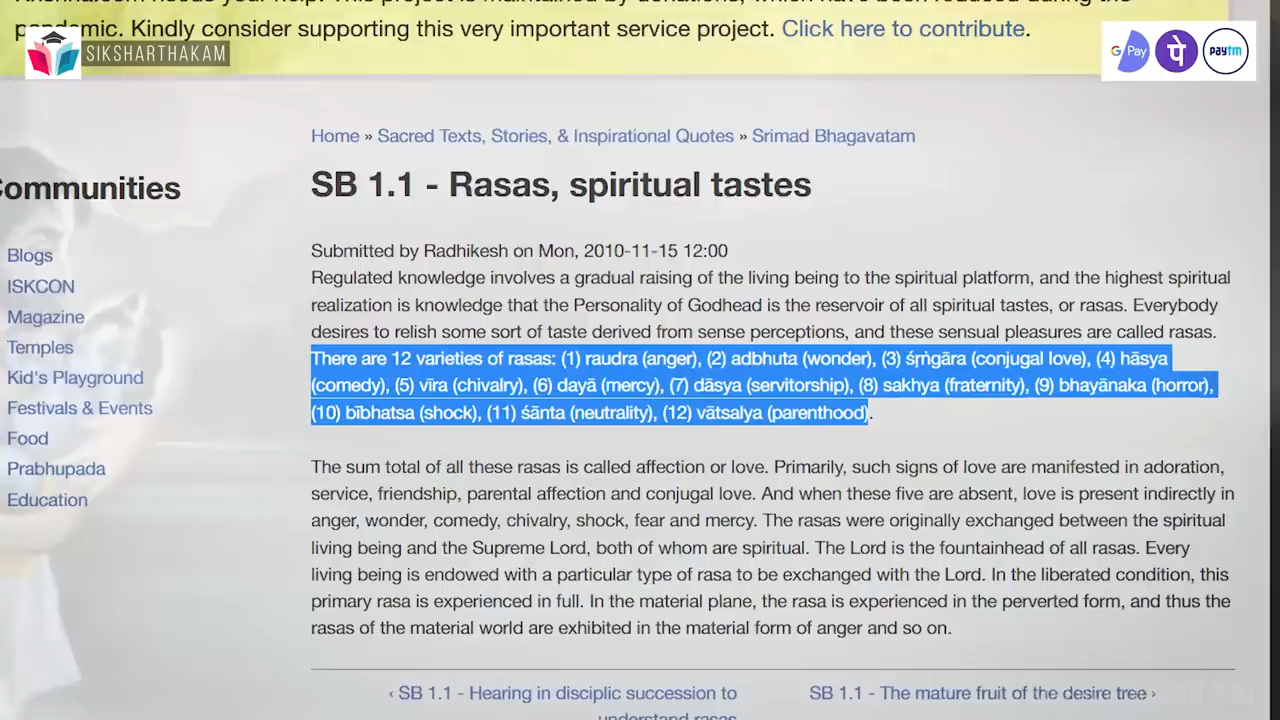 pandemic. Kindly consider supporting this very important service project. Click here to contribute.
SIKSHARTHAKAM
G Pay
पे
paytm
Home » Sacred Texts, Stories, & Inspirational Quotes » Srimad Bhagavatam
Communities
SB 1.1 - Rasas, spiritual tastes
Submitted by Radhikesh on Mon, 2010-11-15 12:00
Regulated knowledge involves a gradual raising of the living being to the spiritual platform, and the highest spiritual
realization is knowledge that the Personality of Godhead is the reservoir of all spiritual tastes, or rasas. Everybody
desires to relish some sort of taste derived from sense perceptions, and these sensual pleasures are called rasas.
There are 12 varieties of rasas: (1) raudra (anger), (2) adbhuta (wonder), (3) śṛṅgāra (conjugal love), (4) hāsya
(comedy), (5) vīra (chivalry), (6) dayā (mercy), (7) dāsya (servitorship), (8) sakhya (fraternity), (9) bhayānaka (horror),
(10) bībhatsa (shock), (11) śānta (neutrality), (12) vātsalya (parenthood).
Blogs
ISKCON
Magazine
Temples
Kid's Playground
Festivals & Events
Food
Prabhupada
Education
The sum total of all these rasas is called affection or love. Primarily, such signs of love are manifested in adoration,
service, friendship, parental affection and conjugal love. And when these five are absent, love is present indirectly in
anger, wonder, comedy, chivalry, shock, fear and mercy. The rasas were originally exchanged between the spiritual
living being and the Supreme Lord, both of whom are spiritual. The Lord is the fountainhead of all rasas. Every
living being is endowed with a particular type of rasa to be exchanged with the Lord. In the liberated condition, this
primary rasa is experienced in full. In the material plane, the rasa is experienced in the perverted form, and thus the
rasas of the material world are exhibited in the material form of anger and so on.
‹ SB 1.1 - Hearing in disciplic succession to
understand rasas
SB 1.1 - The mature fruit of the desire tree ›